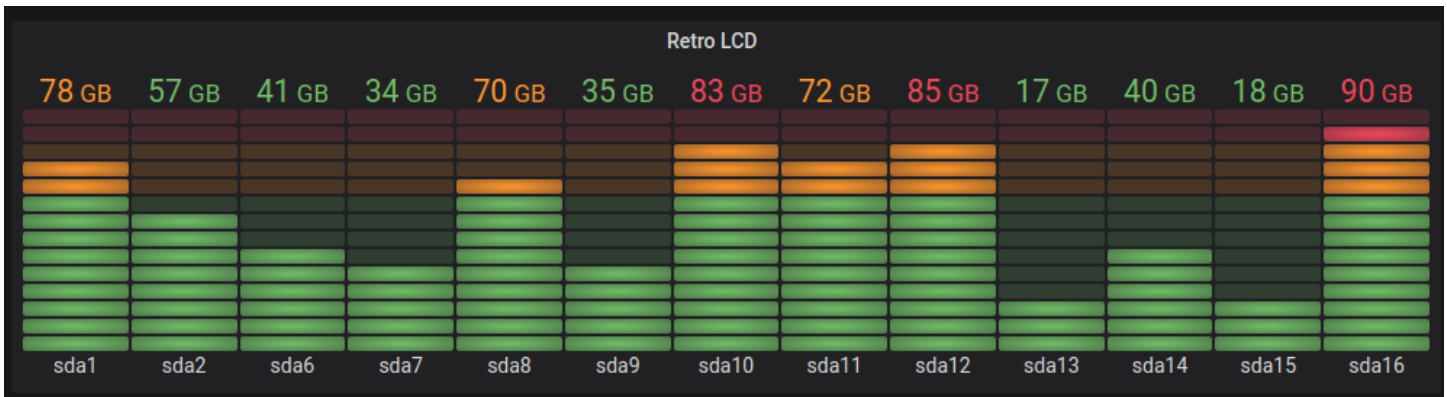 Retro LCD
78 GB 57 GB 41 GB 34 GB 70 GB 35 GB 83 GB 72 GB 85 GB 17 GB 40 GB 18 GB 90 GB
sda1 sda2 sda6 sda7 sda8 sda9 sda10 sda11 sda12 sda13 sda14 sda15 sda16